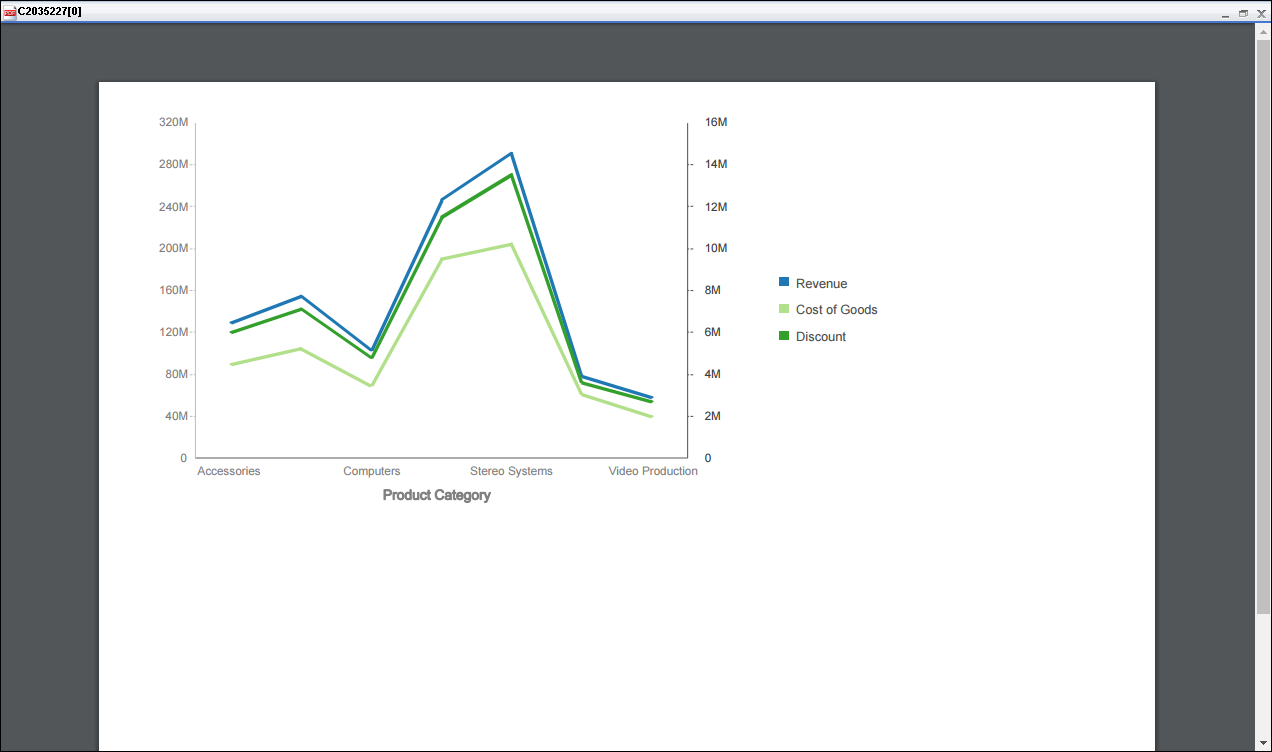 C2035227[0]
320M
280M
240M
200M
160M
120M
80M
40M
0
16M
14M
12M
10M
8M
6M
4M
2M
0
Accessories Computers Stereo Systems Video Production
Product Category
Revenue
Cost of Goods
Discount